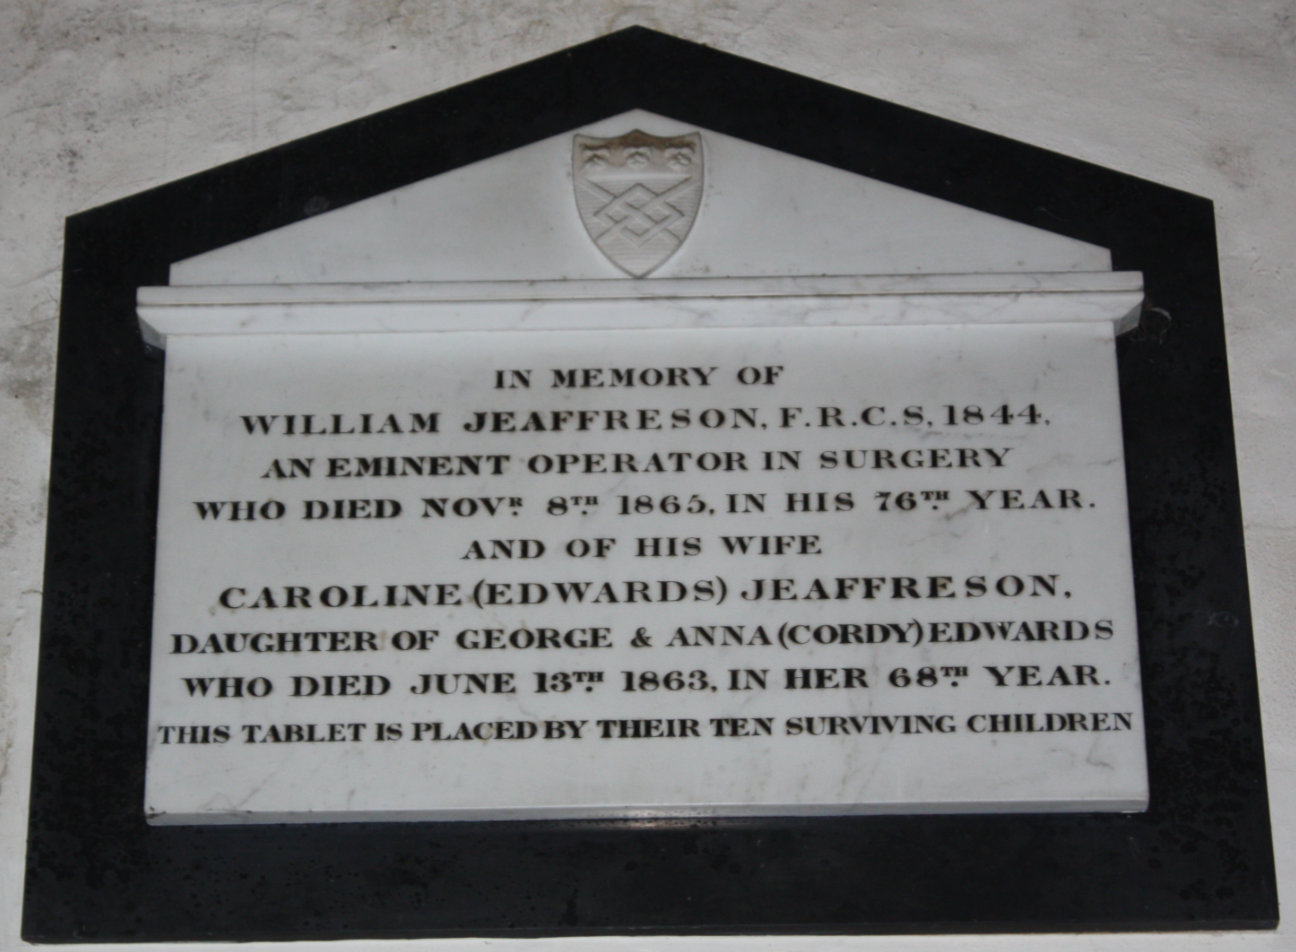 IN MEMORY OF
WILLIAM JEAFFRESON, F.R.C.S, 1844,
AN EMINENT OPERATOR IN SURGERY
WHO DIED NOVR. 8TH. 1865, IN HIS 76TH. YEAR.
AND OF HIS WIFE
CAROLINE (EDWARDS) JEAFFRESON,
DAUGHTER OF GEORGE & ANNA (CORDY) EDWARDS
WHO DIED JUNE 13TH. 1863, IN HER 68TH. YEAR.
THIS TABLET IS PLACED BY THEIR TEN SURVIVING CHILDREN